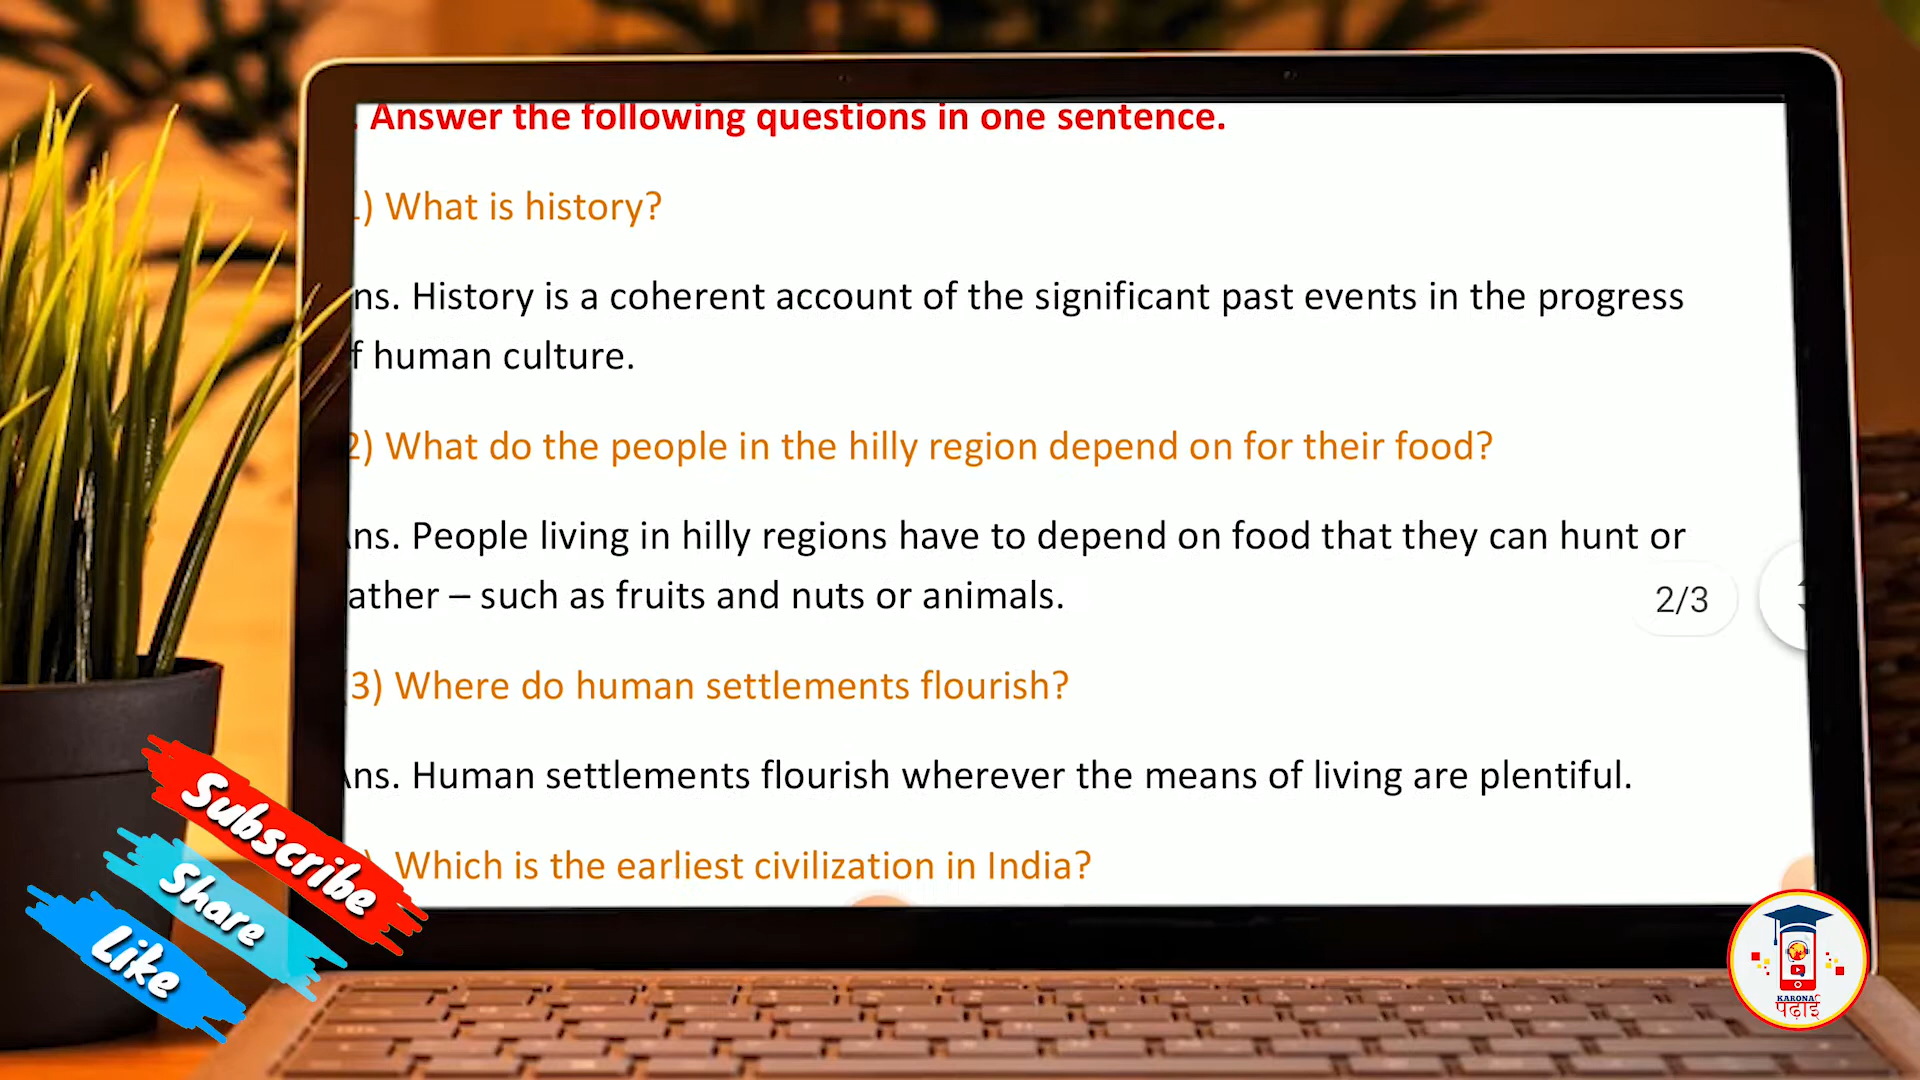 . Answer the following questions in one sentence.
1) What is history?
ns. History is a coherent account of the significant past events in the progress
f human culture.
2) What do the people in the hilly region depend on for their food?
ns. People living in hilly regions have to depend on food that they can hunt or
ather – such as fruits and nuts or animals.
2/3
(3) Where do human settlements flourish?
Ans. Human settlements flourish wherever the means of living are plentiful.
) Which is the earliest civilization in India?
Subscribe
Share
Like
KARONA
पढ़ाई